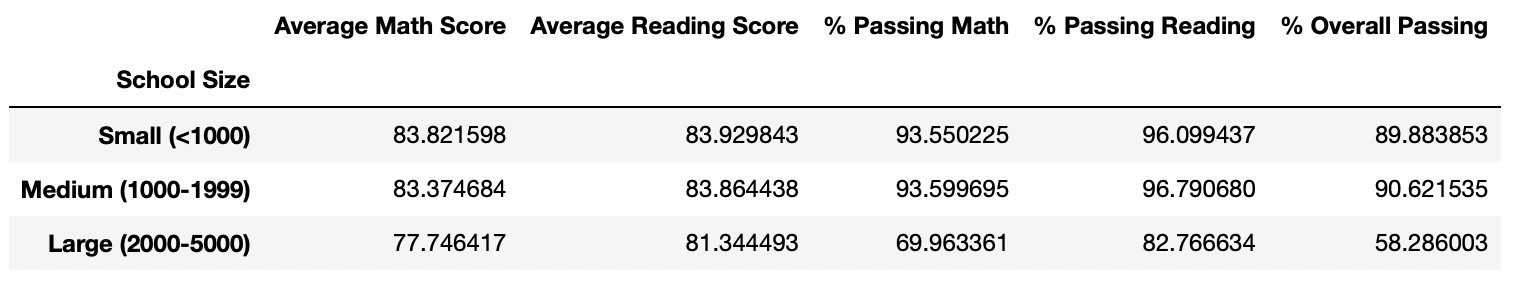 Average Math Score Average Reading Score % Passing Math % Passing Reading % Overall Passing
School Size
Small (<1000) 83.821598 83.929843 93.550225 96.099437 89.883853
Medium (1000-1999) 83.374684 83.864438 93.599695 96.790680 90.621535
Large (2000-5000) 77.746417 81.344493 69.963361 82.766634 58.286003